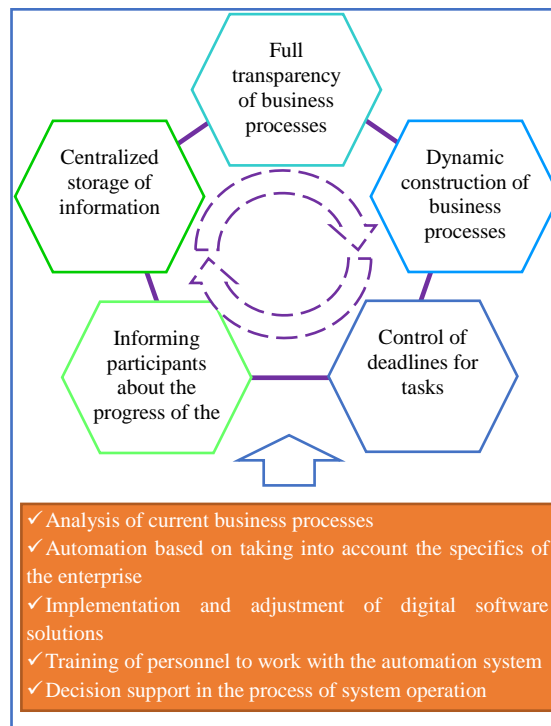 Full
transparency
of business
processes
Centralized
storage of
information
Dynamic
construction of
business
processes
Informing
participants
about the
progress of the
Control of
deadlines for
tasks
✓Analysis of current business processes
✓Automation based on taking into account the specifics of
the enterprise
✓Implementation and adjustment of digital software
solutions
✓Training of personnel to work with the automation system
✓Decision support in the process of system operation